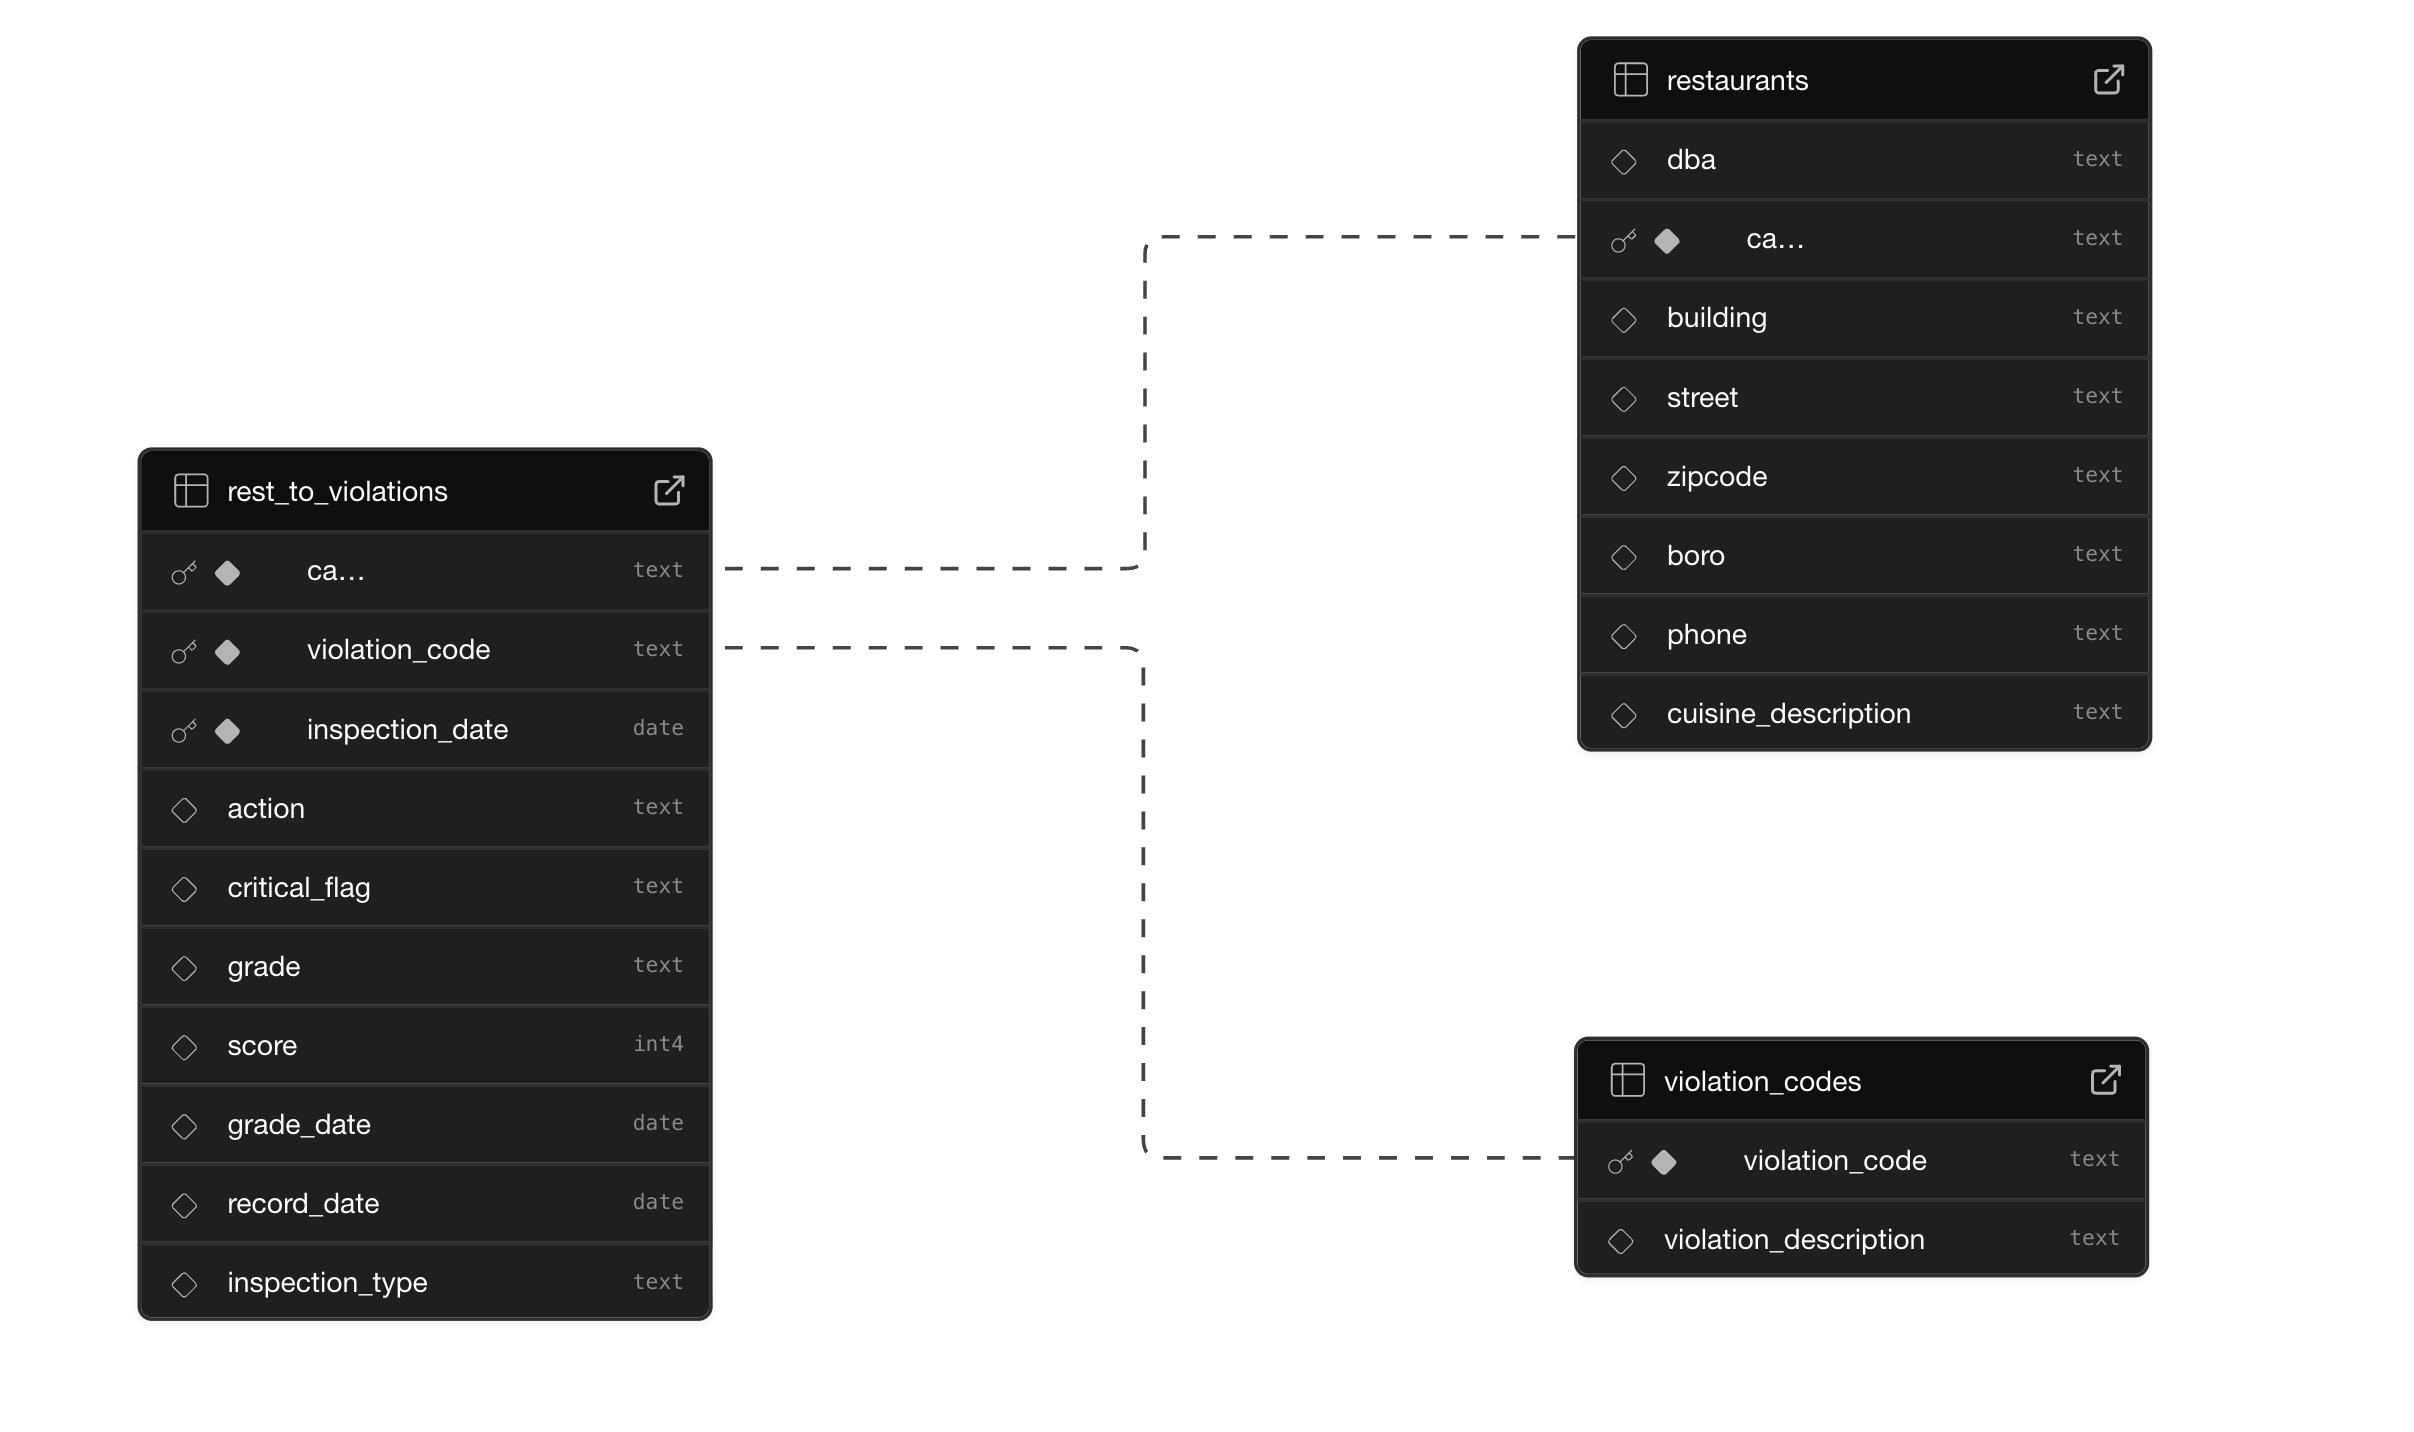 restaurants
dba text
ca... text
building text
street text
zipcode text
boro text
phone text
cuisine_description text
rest_to_violations
ca... text
violation_code text
inspection_date date
action text
critical_flag text
grade text
score int4
grade_date date
record_date date
inspection_type text
violation_codes
violation_code text
violation_description text